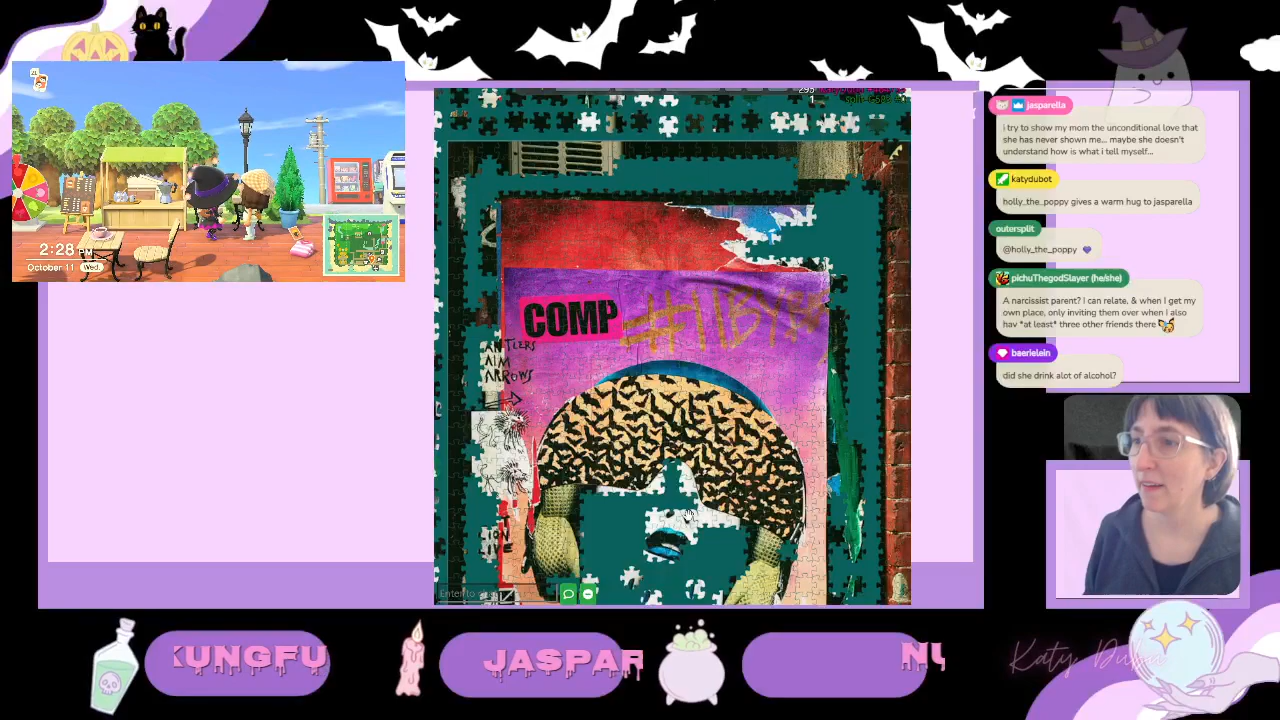 jasparella
i try to show my mom the unconditional love that
she has never shown me... maybe she doesn't
understand how is what i tell myself...
katydubot
holly_the_poppy gives a warm hug to jasparella
outersplit
@holly_the_poppy
pichuThegodSlayer (he/she)
A narcissist parent? I can relate, & when I get my
own place, only inviting them over when I also
hav *at least* three other friends there
baerielein
did she drink alot of alcohol?
2:28 PM
October 11 Wed.
COMP
ANTLERS
AIM
ARROWS
KUNGFU
JASPAR
NU